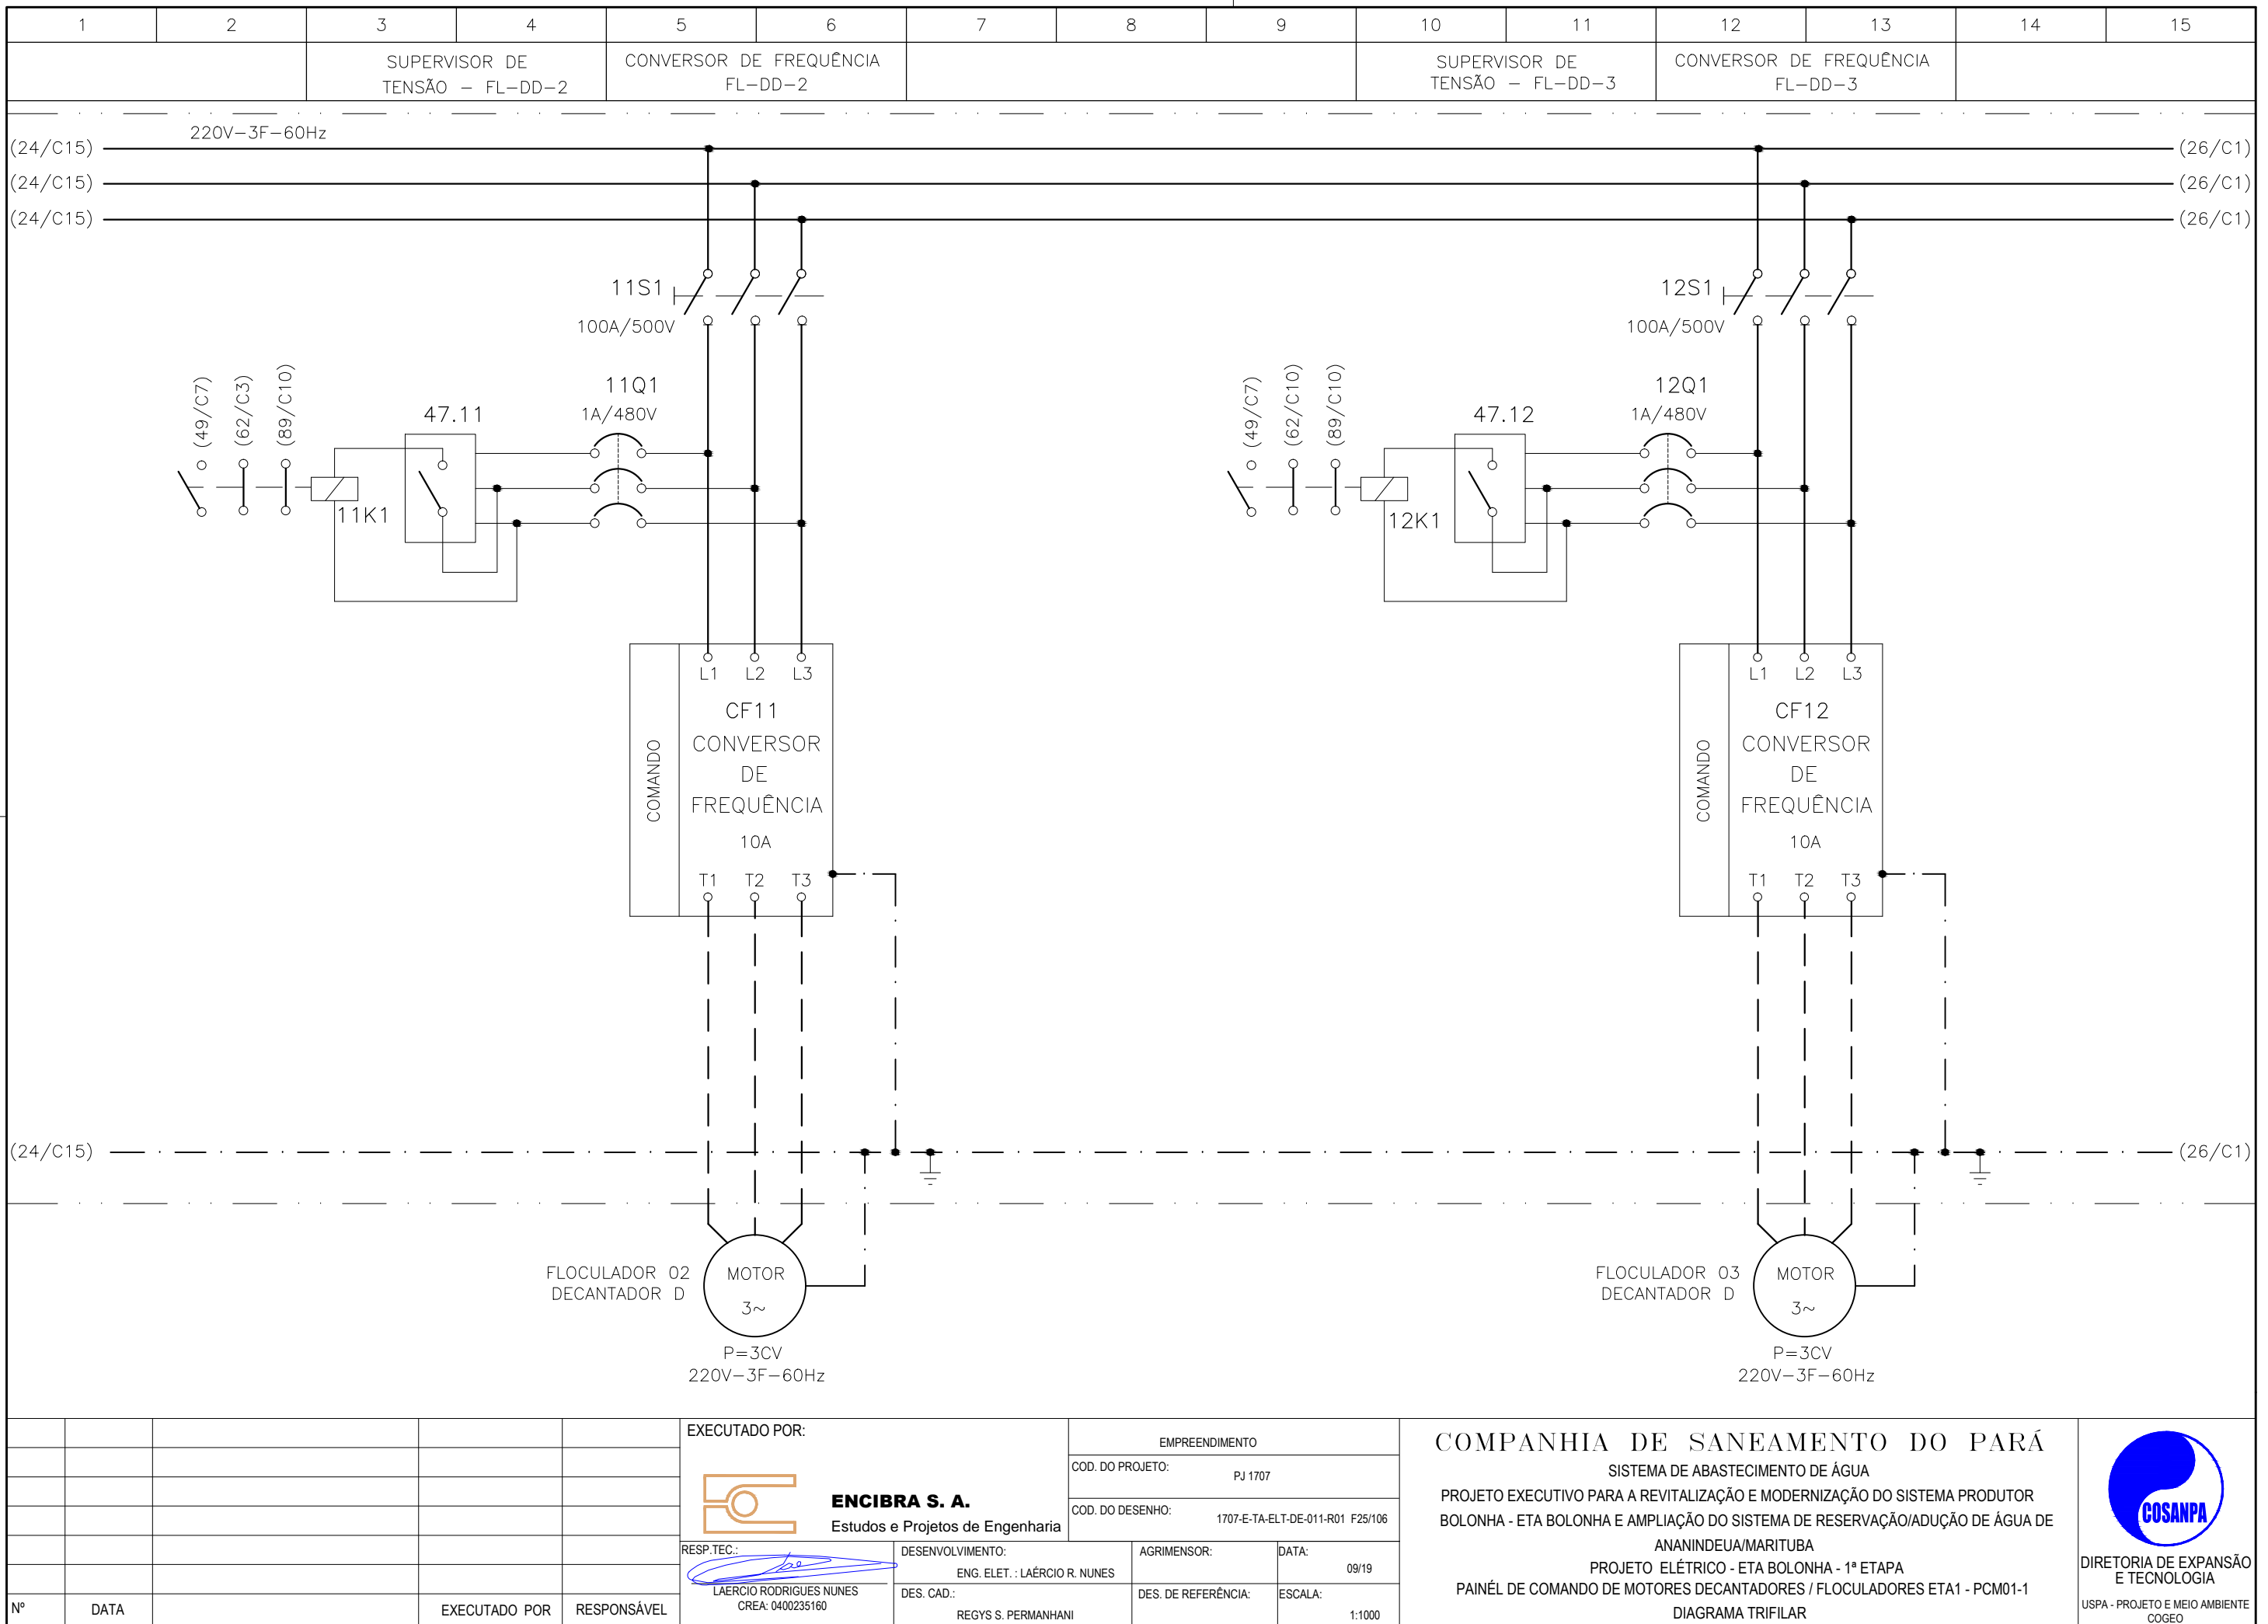 1 2 3 4 5 6 7 8 9 10 11 12 13 14 15
SUPERVISOR DE
TENSÃO - FL-DD-2
CONVERSOR DE FREQUÊNCIA
FL-DD-2
SUPERVISOR DE
TENSÃO - FL-DD-3
CONVERSOR DE FREQUÊNCIA
FL-DD-3
220V-3F-60Hz
(24/C15) (26/C1)
(24/C15) (26/C1)
(24/C15) (26/C1)
11S1
100A/500V
(49/C7)
(62/C3)
(89/C10)
11Q1
1A/480V
47.11
11K1
12S1
100A/500V
(49/C7)
(62/C10)
(89/C10)
12Q1
1A/480V
47.12
12K1
COMANDO
L1 L2 L3
CF11
CONVERSOR
DE
FREQUÊNCIA
10A
T1 T2 T3
COMANDO
L1 L2 L3
CF12
CONVERSOR
DE
FREQUÊNCIA
10A
T1 T2 T3
(24/C15) (26/C1)
FLOCULADOR 02
DECANTADOR D
MOTOR
3~
P=3CV
220V-3F-60Hz
FLOCULADOR 03
DECANTADOR D
MOTOR
3~
P=3CV
220V-3F-60Hz
Nº DATA EXECUTADO POR RESPONSÁVEL
EXECUTADO POR:
ENCIBRA S. A.
Estudos e Projetos de Engenharia
EMPREENDIMENTO
COD. DO PROJETO:
PJ 1707
COD. DO DESENHO:
1707-E-TA-ELT-DE-011-R01 F25/106
RESP.TEC.:
LAERCIO RODRIGUES NUNES
CREA: 0400235160
DESENVOLVIMENTO:
ENG. ELET. : LAÉRCIO R. NUNES
AGRIMENSOR:
DATA:
09/19
DES. CAD.:
REGYS S. PERMANHANI
DES. DE REFERÊNCIA:
ESCALA:
1:1000
COMPANHIA DE SANEAMENTO DO PARÁ
SISTEMA DE ABASTECIMENTO DE ÁGUA
PROJETO EXECUTIVO PARA A REVITALIZAÇÃO E MODERNIZAÇÃO DO SISTEMA PRODUTOR
BOLONHA - ETA BOLONHA E AMPLIAÇÃO DO SISTEMA DE RESERVAÇÃO/ADUÇÃO DE ÁGUA DE
ANANINDEUA/MARITUBA
PROJETO ELÉTRICO - ETA BOLONHA - 1ª ETAPA
PAINÉL DE COMANDO DE MOTORES DECANTADORES / FLOCULADORES ETA1 - PCM01-1
DIAGRAMA TRIFILAR
COSANPA
DIRETORIA DE EXPANSÃO
E TECNOLOGIA
USPA - PROJETO E MEIO AMBIENTE
COGEO